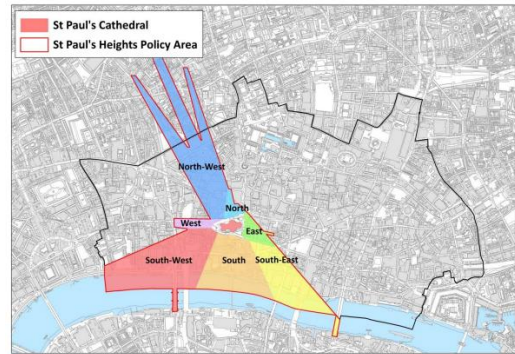 St Paul's Cathedral
St Paul's Heights Policy Area
North-West
North
West
East
South-West
South
South-East